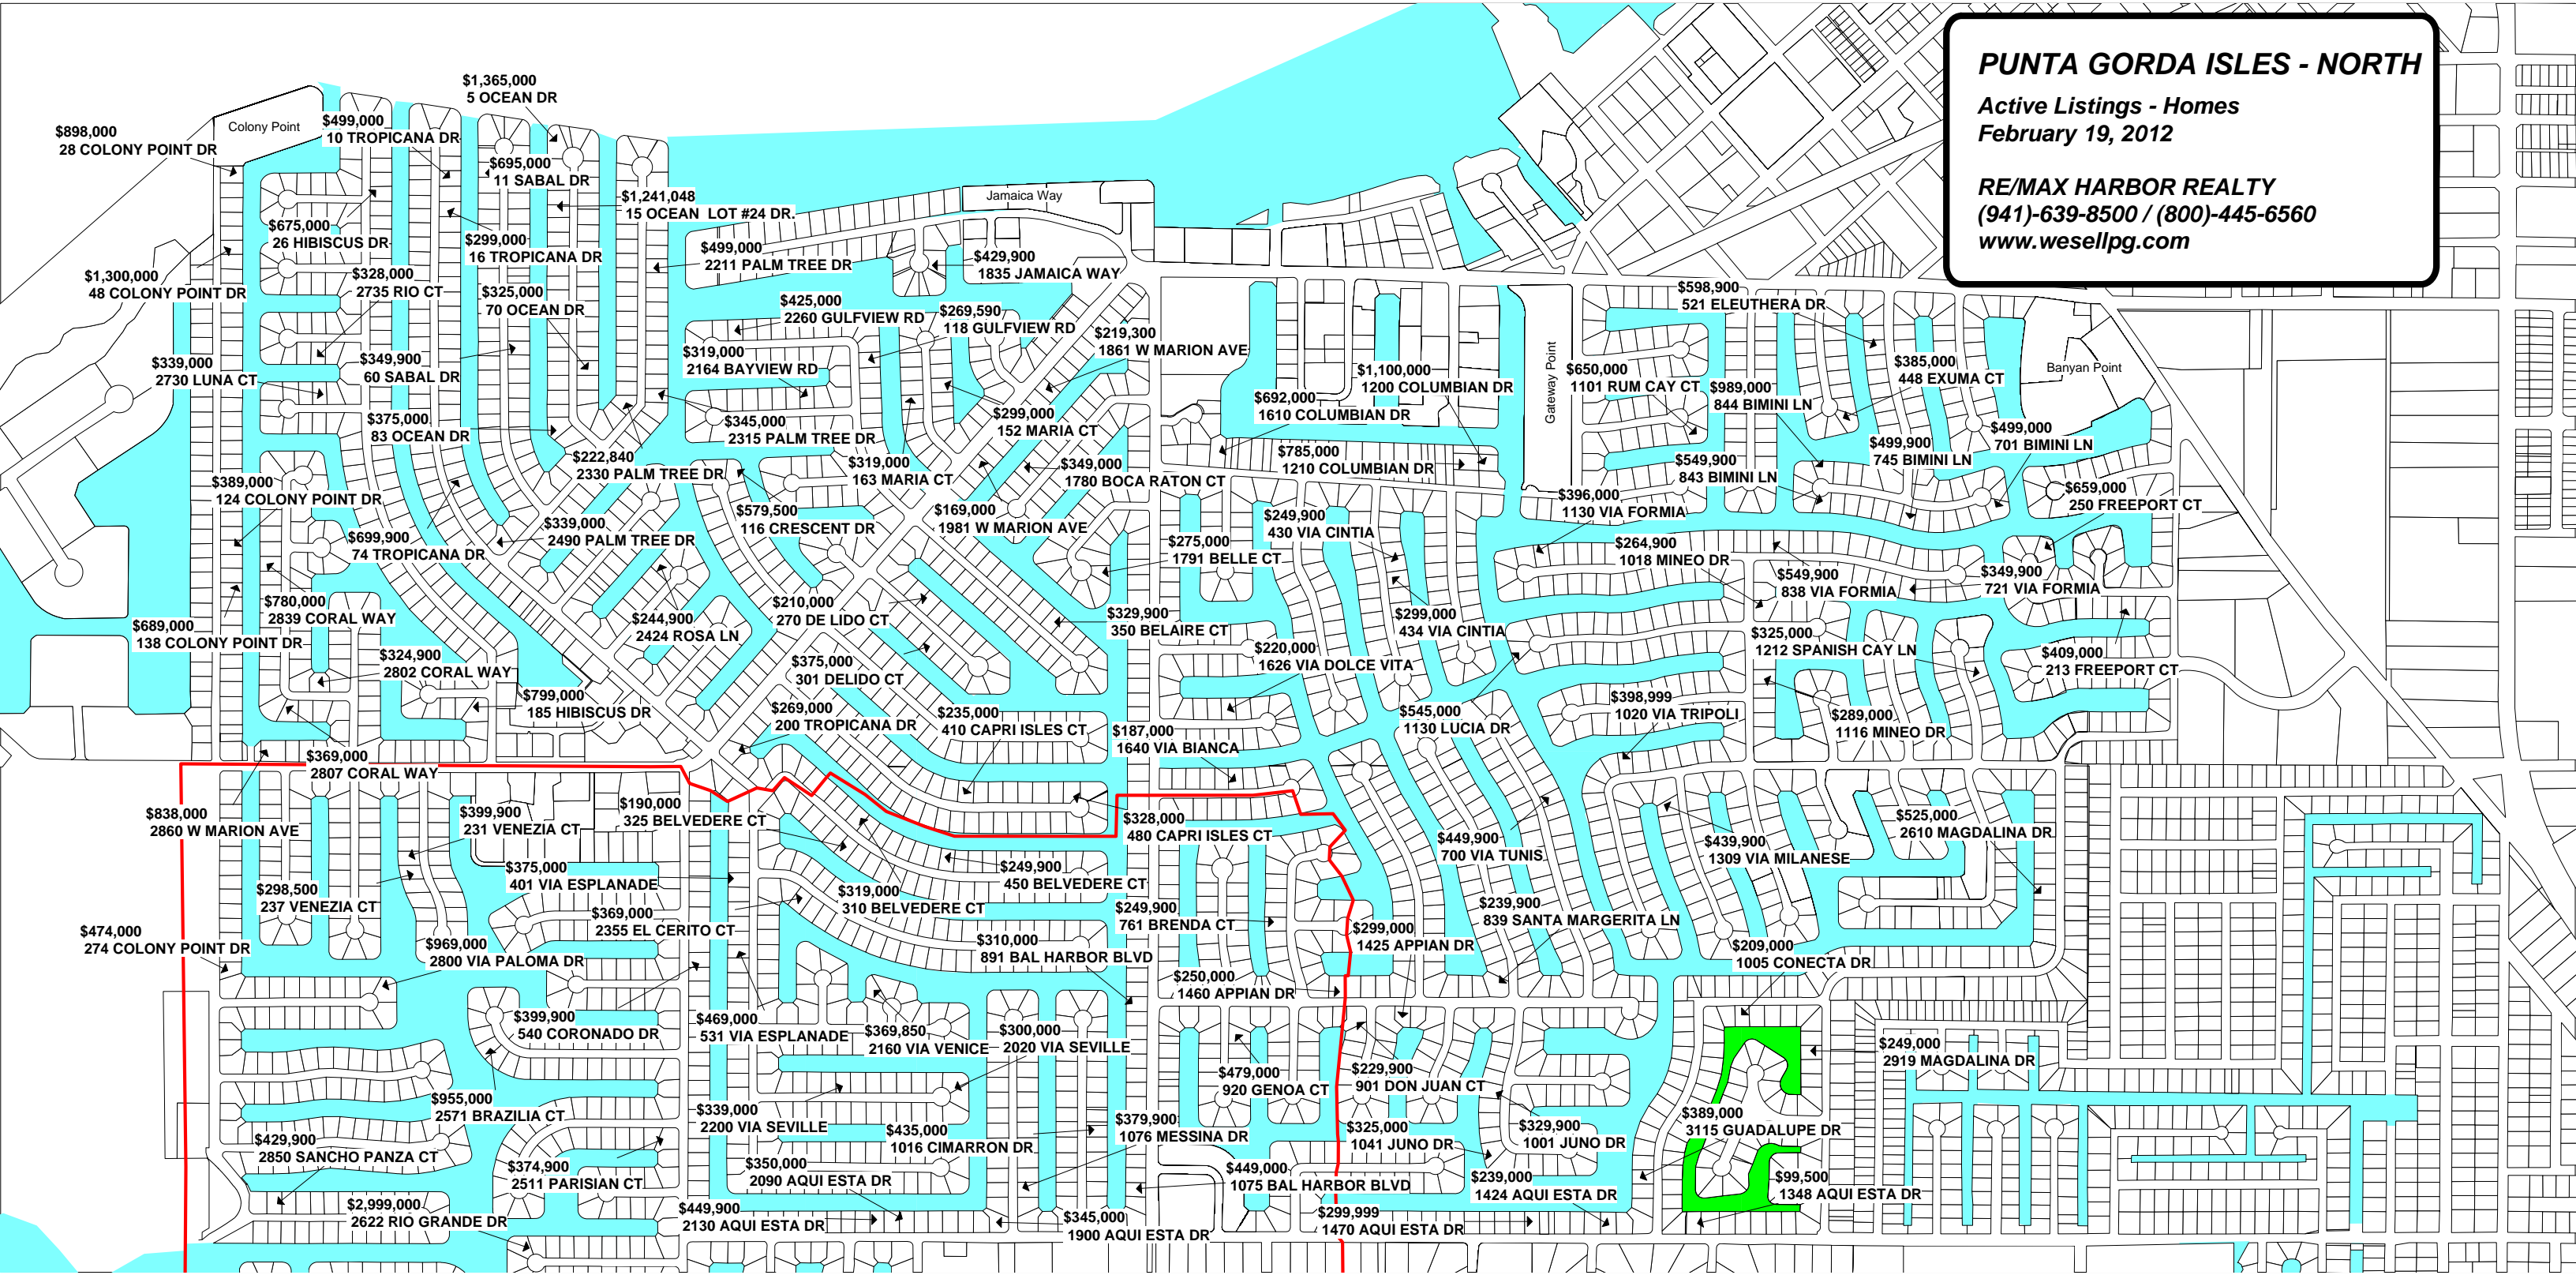 PUNTA GORDA ISLES - NORTH
Active Listings - Homes
February 19, 2012
RE/MAX HARBOR REALTY
(941)-639-8500 / (800)-445-6560
www.wesellpg.com
$1,365,000
5 OCEAN DR
$898,000
28 COLONY POINT DR
Colony Point
$499,000
10 TROPICANA DR
$695,000
11 SABAL DR
$1,241,048
15 OCEAN LOT #24 DR.
Jamaica Way
$675,000
26 HIBISCUS DR
$299,000
16 TROPICANA DR
$499,000
2211 PALM TREE DR
$429,900
1835 JAMAICA WAY
$1,300,000
48 COLONY POINT DR
$328,000
2735 RIO CT
$325,000
70 OCEAN DR
$425,000
2260 GULFVIEW RD
$269,590
118 GULFVIEW RD
$219,300
1861 W MARION AVE
$598,900
521 ELEUTHERA DR
$339,000
2730 LUNA CT
$349,900
60 SABAL DR
$319,000
2164 BAYVIEW RD
$1,100,000
1200 COLUMBIAN DR
Gateway Point
$650,000
1101 RUM CAY CT
$989,000
844 BIMINI LN
$385,000
448 EXUMA CT
Banyan Point
$375,000
83 OCEAN DR
$345,000
2315 PALM TREE DR
$299,000
152 MARIA CT
$692,000
1610 COLUMBIAN DR
$499,000
701 BIMINI LN
$222,840
2330 PALM TREE DR
$319,000
163 MARIA CT
$349,000
1780 BOCA RATON CT
$785,000
1210 COLUMBIAN DR
$549,900
843 BIMINI LN
$499,900
745 BIMINI LN
$389,000
124 COLONY POINT DR
$579,500
116 CRESCENT DR
$169,000
1981 W MARION AVE
$249,900
430 VIA CINTIA
$396,000
1130 VIA FORMIA
$659,000
250 FREEPORT CT
$699,900
74 TROPICANA DR
$339,000
2490 PALM TREE DR
$275,000
1791 BELLE CT
$264,900
1018 MINEO DR
$549,900
838 VIA FORMIA
$349,900
721 VIA FORMIA
$780,000
2839 CORAL WAY
$244,900
2424 ROSA LN
$210,000
270 DE LIDO CT
$329,900
350 BELAIRE CT
$299,000
434 VIA CINTIA
$689,000
138 COLONY POINT DR
$324,900
2802 CORAL WAY
$375,000
301 DELIDO CT
$220,000
1626 VIA DOLCE VITA
$325,000
1212 SPANISH CAY LN
$409,000
213 FREEPORT CT
$799,000
185 HIBISCUS DR
$269,000
200 TROPICANA DR
$235,000
410 CAPRI ISLES CT
$187,000
1640 VIA BIANCA
$545,000
1130 LUCIA DR
$398,999
1020 VIA TRIPOLI
$289,000
1116 MINEO DR
$369,000
2807 CORAL WAY
$838,000
2860 W MARION AVE
$399,900
231 VENEZIA CT
$190,000
325 BELVEDERE CT
$328,000
480 CAPRI ISLES CT
$449,900
700 VIA TUNIS
$439,900
1309 VIA MILANESE
$525,000
2610 MAGDALINA DR
$298,500
237 VENEZIA CT
$375,000
401 VIA ESPLANADE
$319,000
310 BELVEDERE CT
$249,900
450 BELVEDERE CT
$474,000
274 COLONY POINT DR
$969,000
2800 VIA PALOMA DR
$369,000
2355 EL CERITO CT
$310,000
891 BAL HARBOR BLVD
$249,900
761 BRENDA CT
$299,000
1425 APPIAN DR
$239,900
839 SANTA MARGERITA LN
$209,000
1005 CONECTA DR
$250,000
1460 APPIAN DR
$399,900
540 CORONADO DR
$469,000
531 VIA ESPLANADE
$369,850
2160 VIA VENICE
$300,000
2020 VIA SEVILLE
$249,000
2919 MAGDALINA DR
$479,000
920 GENOA CT
$229,900
901 DON JUAN CT
$955,000
2571 BRAZILIA CT
$339,000
2200 VIA SEVILLE
$435,000
1016 CIMARRON DR
$379,900
1076 MESSINA DR
$325,000
1041 JUNO DR
$329,900
1001 JUNO DR
$389,000
3115 GUADALUPE DR
$429,900
2850 SANCHO PANZA CT
$374,900
2511 PARISIAN CT
$350,000
2090 AQUI ESTA DR
$449,000
1075 BAL HARBOR BLVD
$239,000
1424 AQUI ESTA DR
$99,500
1348 AQUI ESTA DR
$2,999,000
2622 RIO GRANDE DR
$449,900
2130 AQUI ESTA DR
$345,000
1900 AQUI ESTA DR
$299,999
1470 AQUI ESTA DR